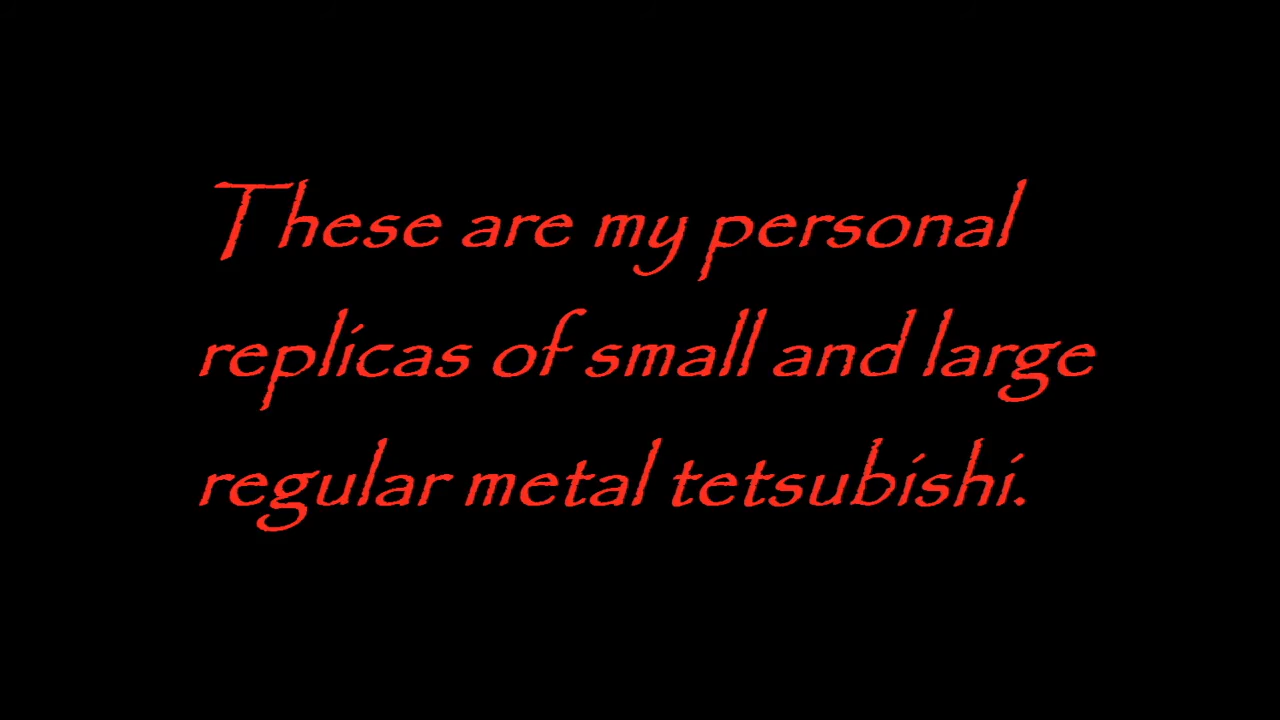 These are my personal
replicas of small and large
regular metal tetsubishi.